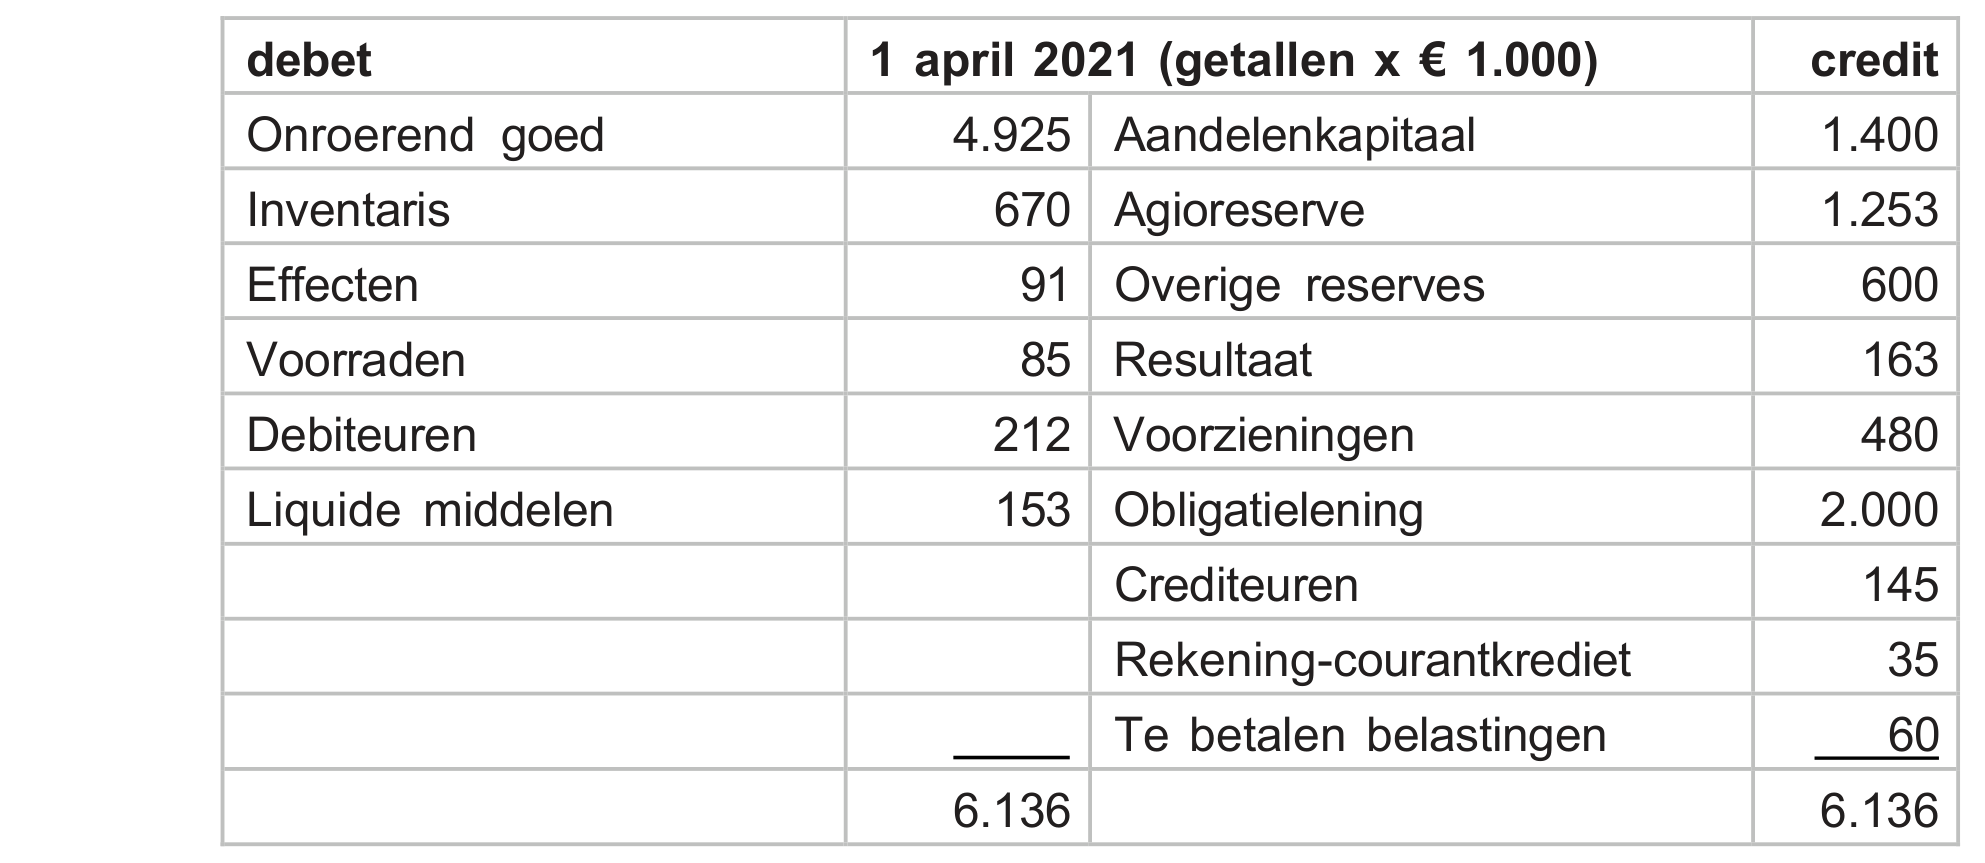 debet 1 april 2021 (getallen x € 1.000) credit
Onroerend goed 4.925 Aandelenkapitaal 1.400
Inventaris 670 Agioreserve 1.253
Effecten 91 Overige reserves 600
Voorraden 85 Resultaat 163
Debiteuren 212 Voorzieningen 480
Liquide middelen 153 Obligatielening 2.000
Crediteuren 145
Rekening-courantkrediet 35
Te betalen belastingen 60
6.136 6.136